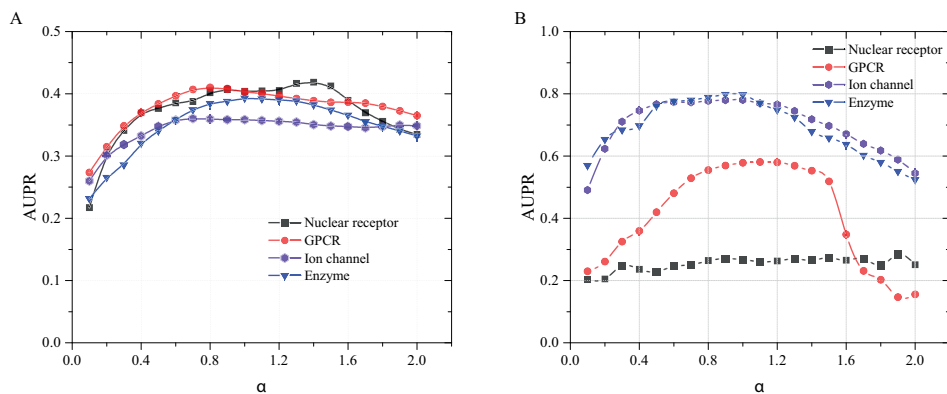 A
0.5
0.4
0.3
0.2
0.1
0.0
AUPR
Nuclear receptor
GPCR
Ion channel
Enzyme
0.0 0.4 0.8 1.2 1.6 2.0
α
B
1.0
0.8
0.6
0.4
0.2
0.0
AUPR
Nuclear receptor
GPCR
Ion channel
Enzyme
0.0 0.4 0.8 1.2 1.6 2.0
α